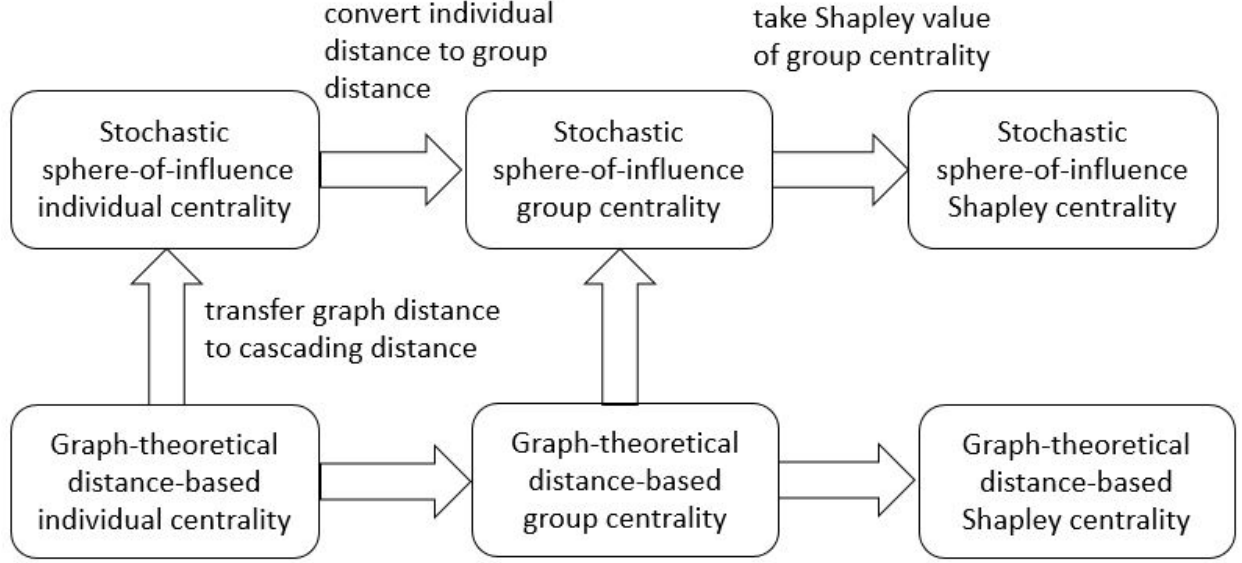 convert individual
distance to group
distance
take Shapley value
of group centrality
Stochastic
sphere-of-influence
individual centrality
Stochastic
sphere-of-influence
group centrality
Stochastic
sphere-of-influence
Shapley centrality
transfer graph distance
to cascading distance
Graph-theoretical
distance-based
individual centrality
Graph-theoretical
distance-based
group centrality
Graph-theoretical
distance-based
Shapley centrality